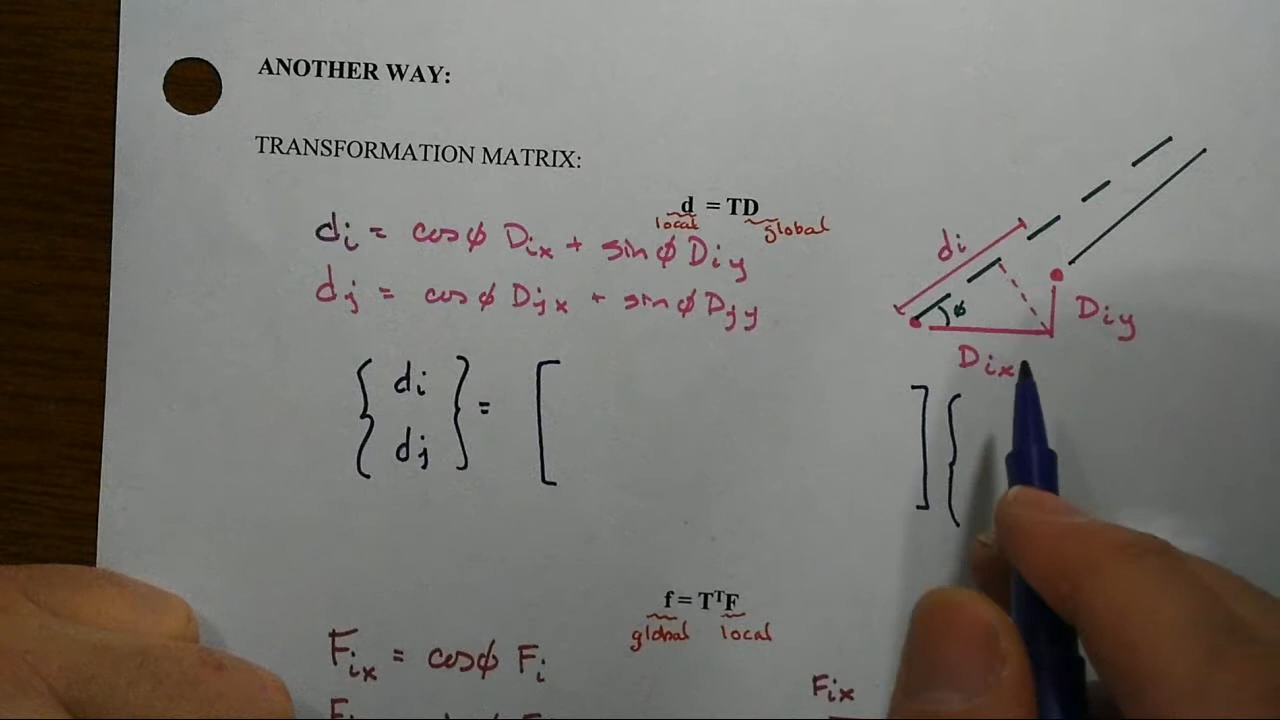 ANOTHER WAY:
TRANSFORMATION MATRIX:
d = TD
local global
di = cosϕ Dix + sinϕ Diy
dj = cosϕ Djx + sinϕ Djy
di
ϕ
Diy
Dix
{ di
dj } = [ ] {
f = TᵀF
global local
Fix = cosϕ Fi
Fix